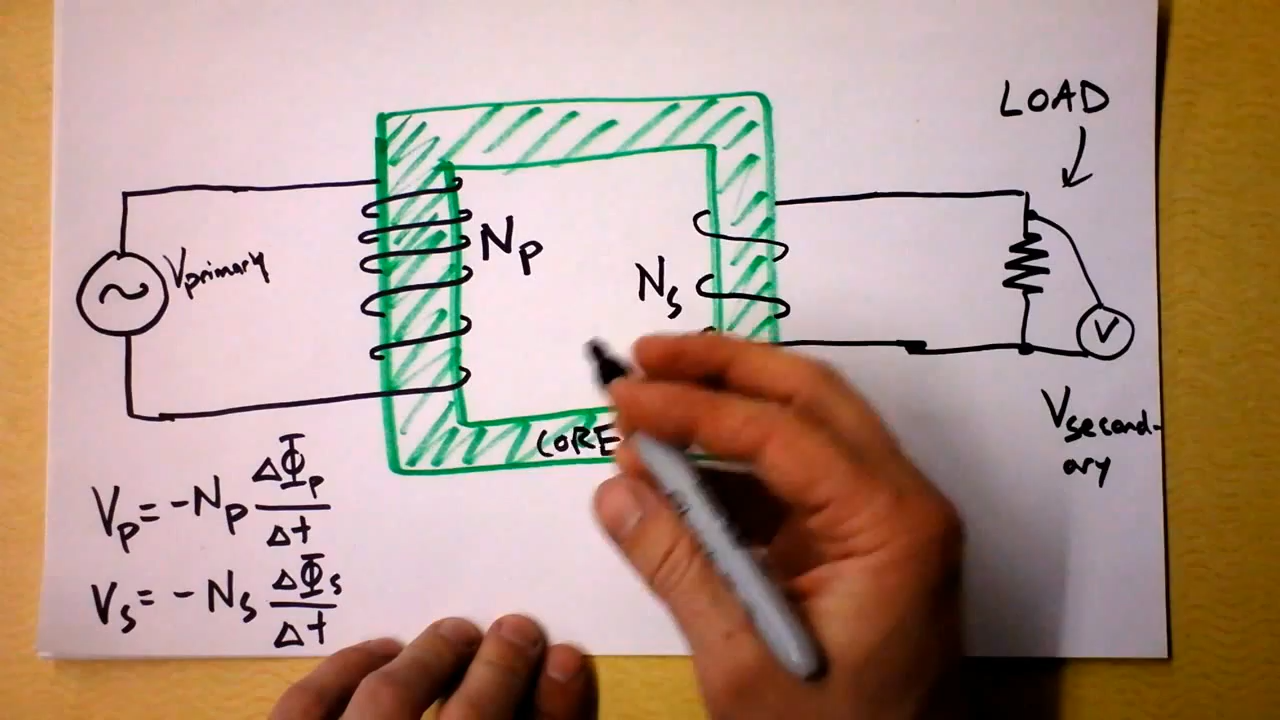 LOAD
Vprimary
Np
Ns
V
Vsecond-
ary
CORE
Vp = -Np ΔΦp/Δt
Vs = -Ns ΔΦs/Δt